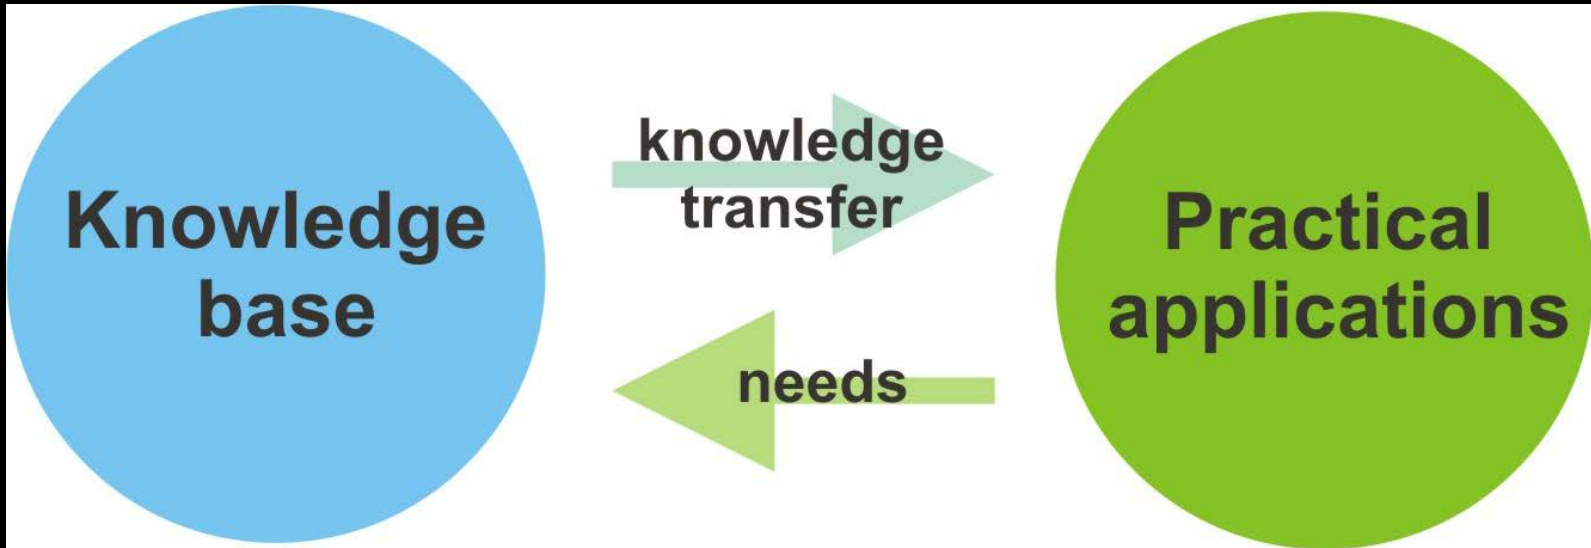 Knowledge
base
knowledge
transfer
needs
Practical
applications